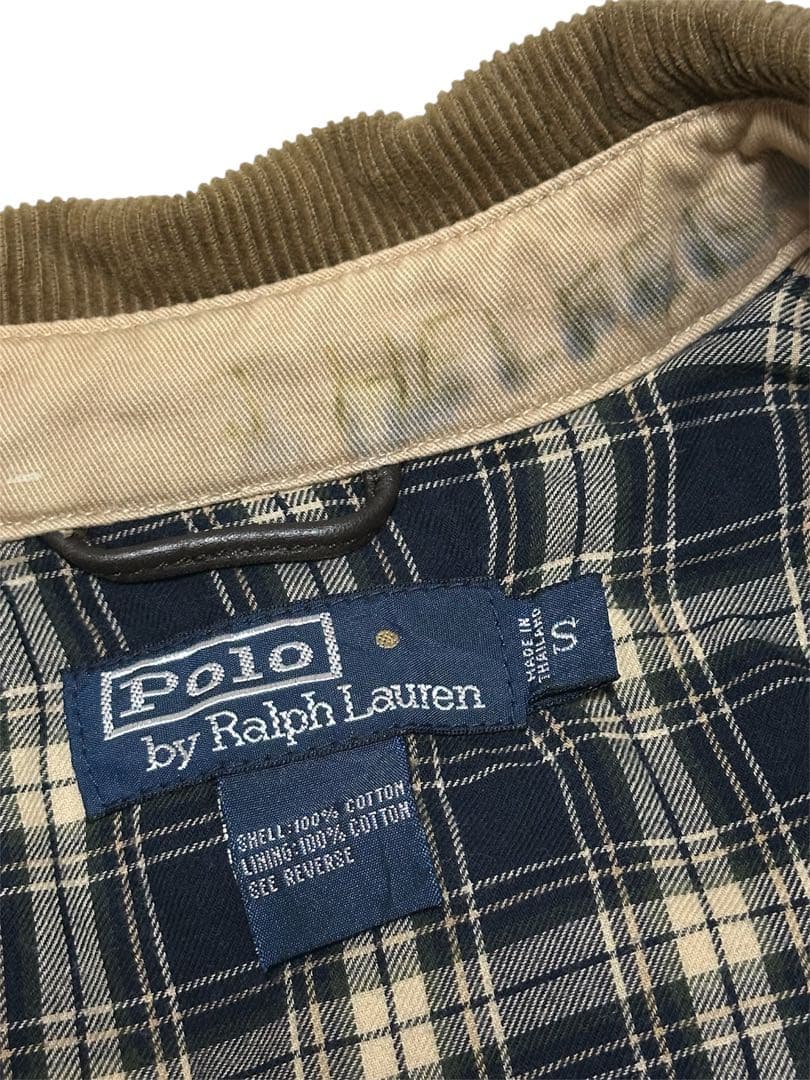 Polo
by Ralph Lauren
MADE IN
THAILAND
S
SHELL:100% COTTON
LINING:100% COTTON
SEE REVERSE